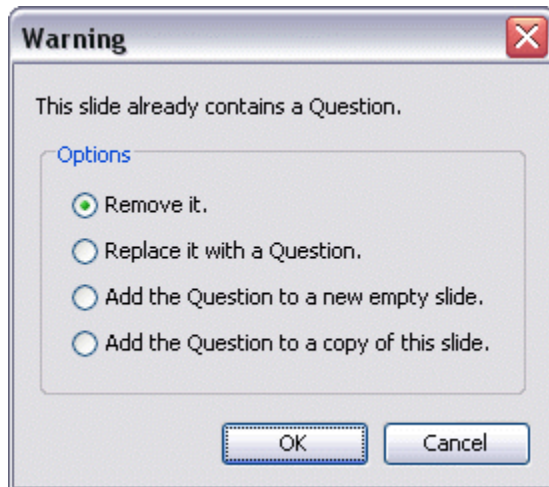 Warning
This slide already contains a Question.
Options
Remove it.
Replace it with a Question.
Add the Question to a new empty slide.
Add the Question to a copy of this slide.
OK
Cancel